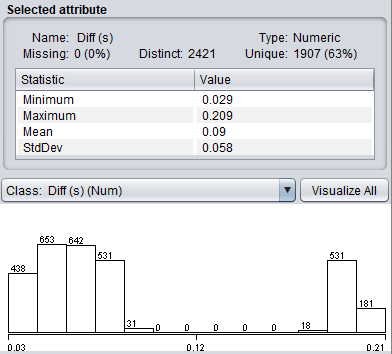 Selected attribute
Name: Diff (s) Type: Numeric
Missing: 0 (0%) Distinct: 2421 Unique: 1907 (63%)
Statistic Value
Minimum 0.029
Maximum 0.209
Mean 0.09
StdDev 0.058
Class: Diff (s) (Num) Visualize All
438 653 642 531 31 0 0 0 0 0 18 531 181
0.03 0.12 0.21